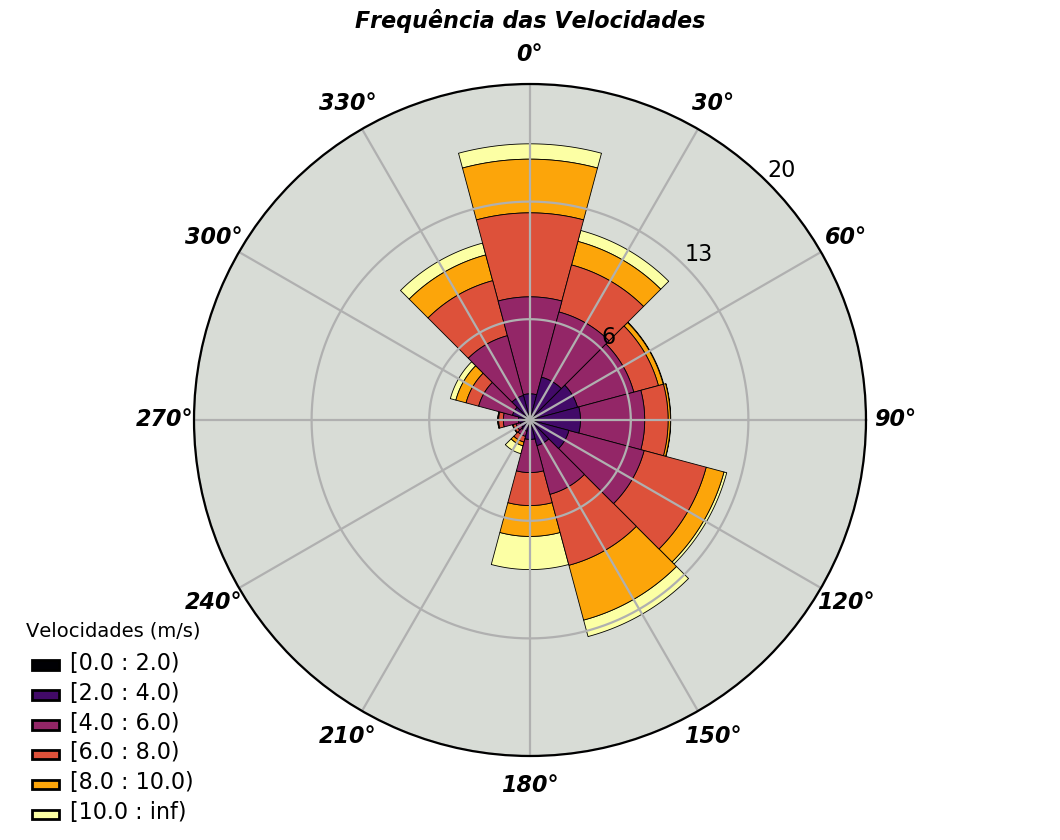 Frequência das Velocidades
0°
330°
30°
20
300°
60°
13
6
270°
90°
240°
120°
210°
150°
180°
Velocidades (m/s)
[0.0 : 2.0)
[2.0 : 4.0)
[4.0 : 6.0)
[6.0 : 8.0)
[8.0 : 10.0)
[10.0 : inf)